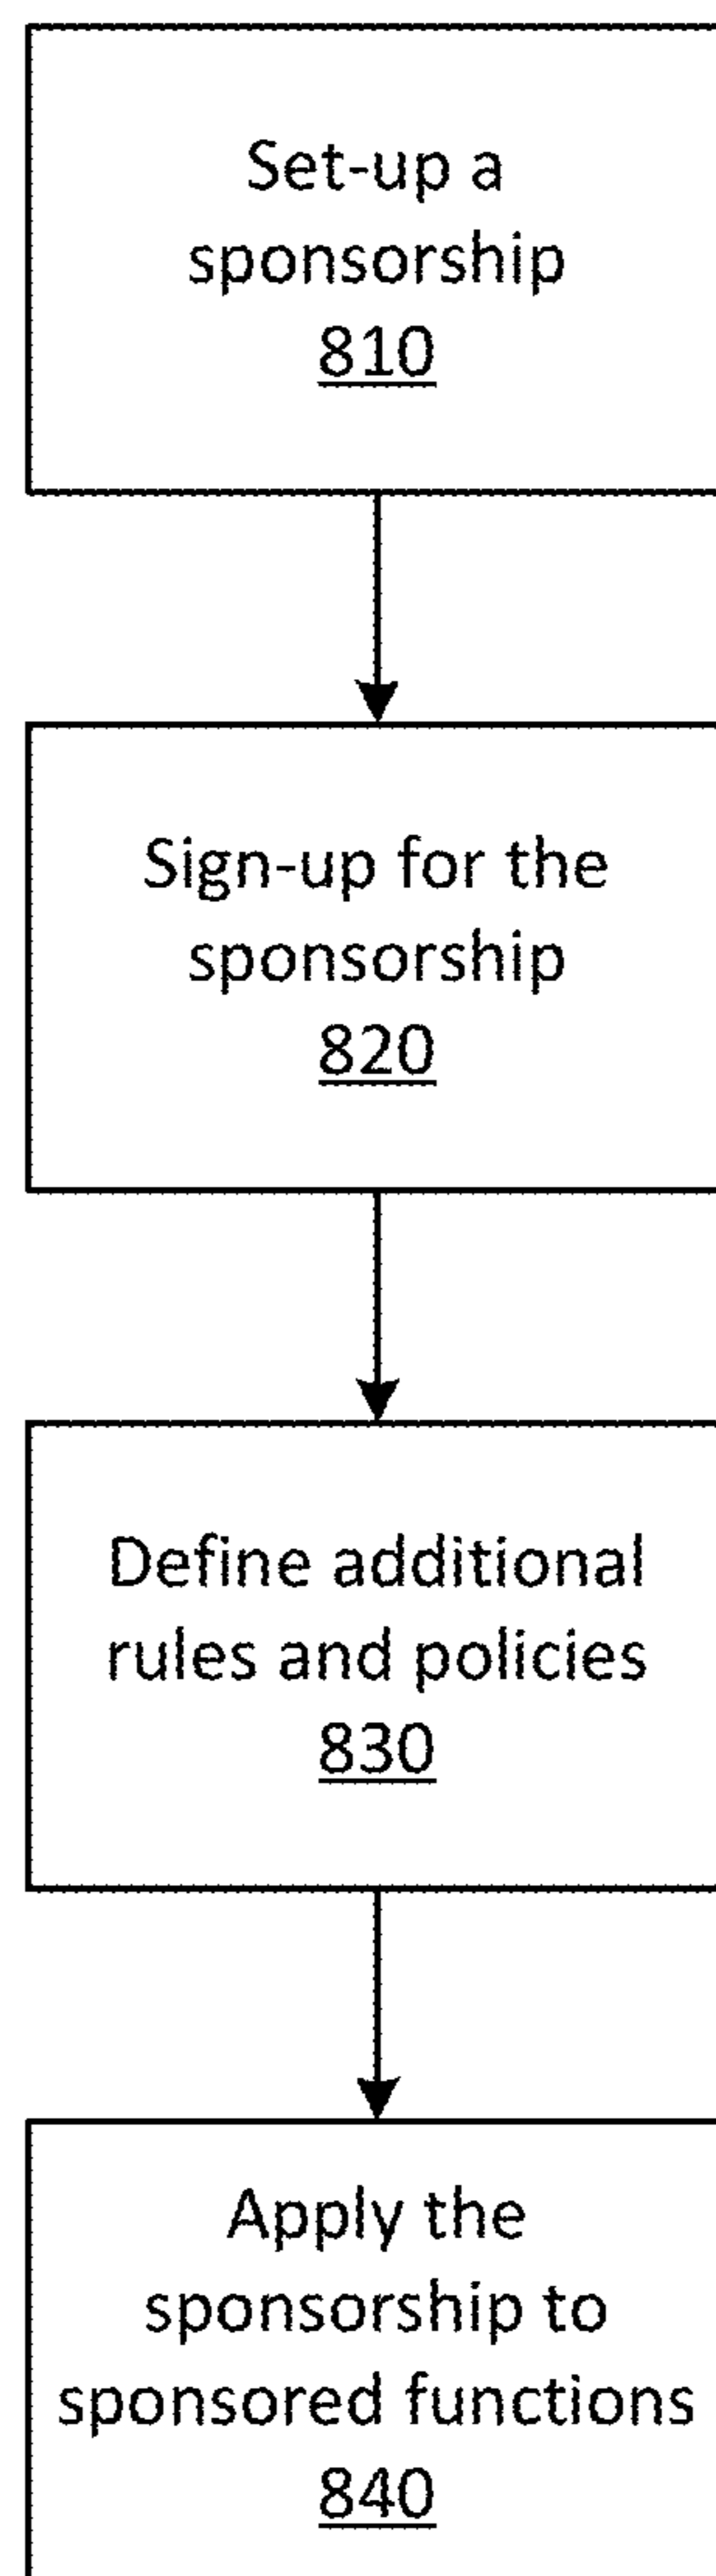 Set-up a
sponsorship
810
Sign-up for the
sponsorship
820
Define additional
rules and policies
830
Apply the
sponsorship to
sponsored functions
840